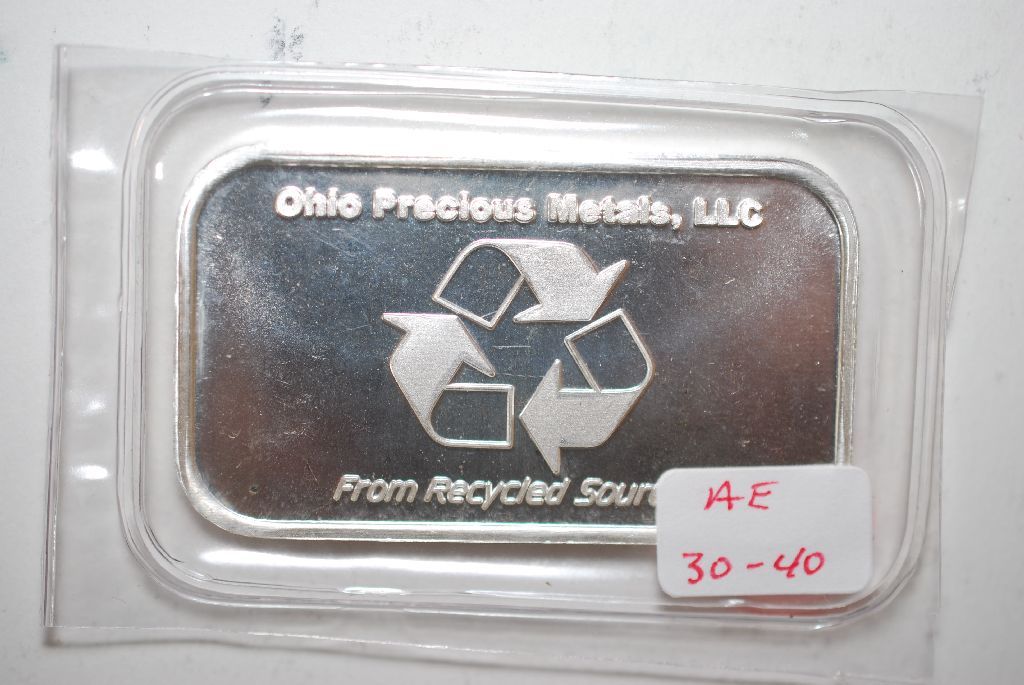 Ohio Precious Metals, LLC
From Recycled Sour
AE
30-40